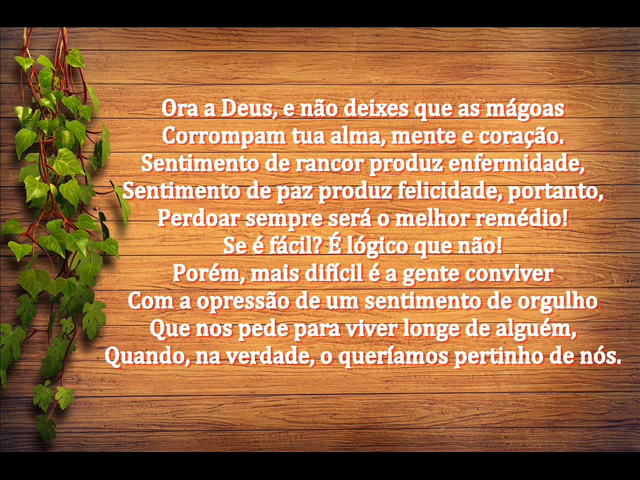 Ora a Deus, e não deixes que as mágoas
Corrompam tua alma, mente e coração.
Sentimento de rancor produz enfermidade,
Sentimento de paz produz felicidade, portanto,
Perdoar sempre será o melhor remédio!
Se é fácil? É lógico que não!
Porém, mais difícil é a gente conviver
Com a opressão de um sentimento de orgulho
Que nos pede para viver longe de alguém,
Quando, na verdade, o queríamos pertinho de nós.